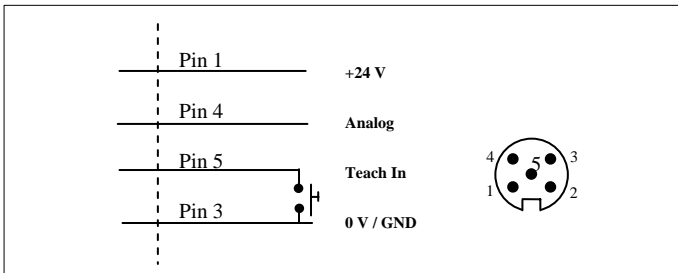 Pin 1
+24 V
Pin 4
Analog
Pin 5
Teach In
Pin 3
0 V / GND
4 5 3
1 2